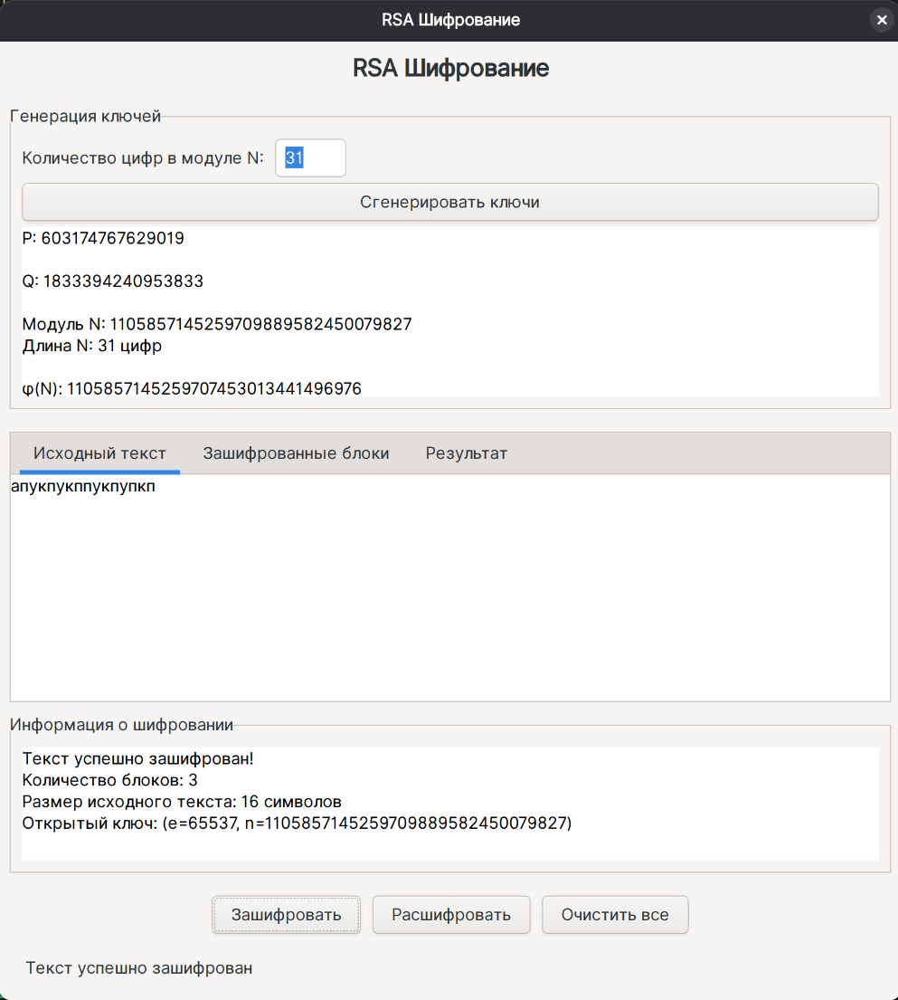 RSA Шифрование
RSA Шифрование
Генерация ключей
Количество цифр в модуле N: 31
Сгенерировать ключи
P: 603174767629019
Q: 1833394240953833
Модуль N: 1105857145259709889582450079827
Длина N: 31 цифр
φ(N): 1105857145259707453013441496976
Исходный текст Зашифрованные блоки Результат
апукпукппукпупкп
Информация о шифровании
Текст успешно зашифрован!
Количество блоков: 3
Размер исходного текста: 16 символов
Открытый ключ: (e=65537, n=1105857145259709889582450079827)
Зашифровать Расшифровать Очистить все
Текст успешно зашифрован